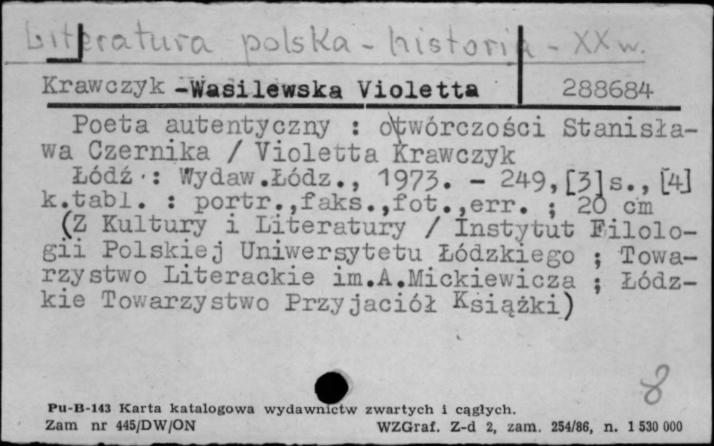 Literatura polska - historia - XX w.
Krawczyk-Wasilewska Violetta 288684
Poeta autentyczny : o twórczości Stanisła-
wa Czernika / Violetta Krawczyk
Łódź : Wydaw.Łódz., 1973. - 249,[3]s., [4]
k.tabl. : portr.,faks.,fot.,err. ; 20 cm
(Z Kultury i Literatury / Instytut Filolo-
gii Polskiej Uniwersytetu Łódzkiego ; Towa-
rzystwo Literackie im.A.Mickiewicza ; Łódz-
kie Towarzystwo Przyjaciół Książki)
8
Pu-B-143 Karta katalogowa wydawnictw zwartych i ciągłych.
Zam nr 445/DW/ON WZGraf. Z-d 2, zam. 254/86, n. 1 530 000